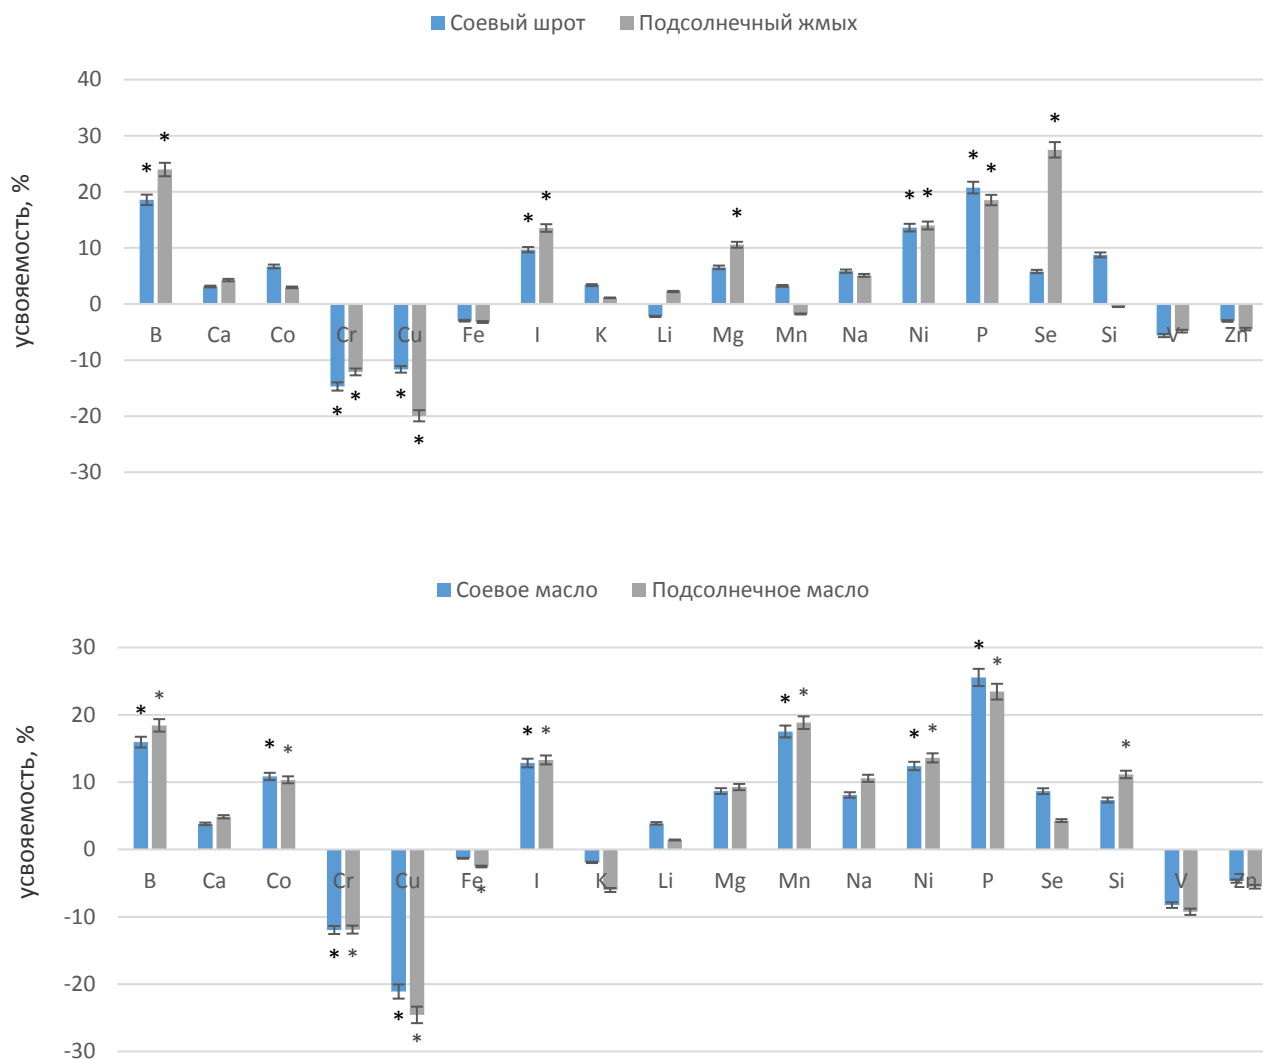 Соевый шрот Подсолнечный жмых
усвояемость, %
40
30
20
10
0
-10
-20
-30
B Ca Co Cr Cu Fe I K Li Mg Mn Na Ni P Se Si V Zn
* * * * * * * * * * * * * * *
Соевое масло Подсолнечное масло
усвояемость, %
30
20
10
0
-10
-20
-30
B Ca Co Cr Cu Fe I K Li Mg Mn Na Ni P Se Si V Zn
* * * * * * * * * * * * * * * * * *